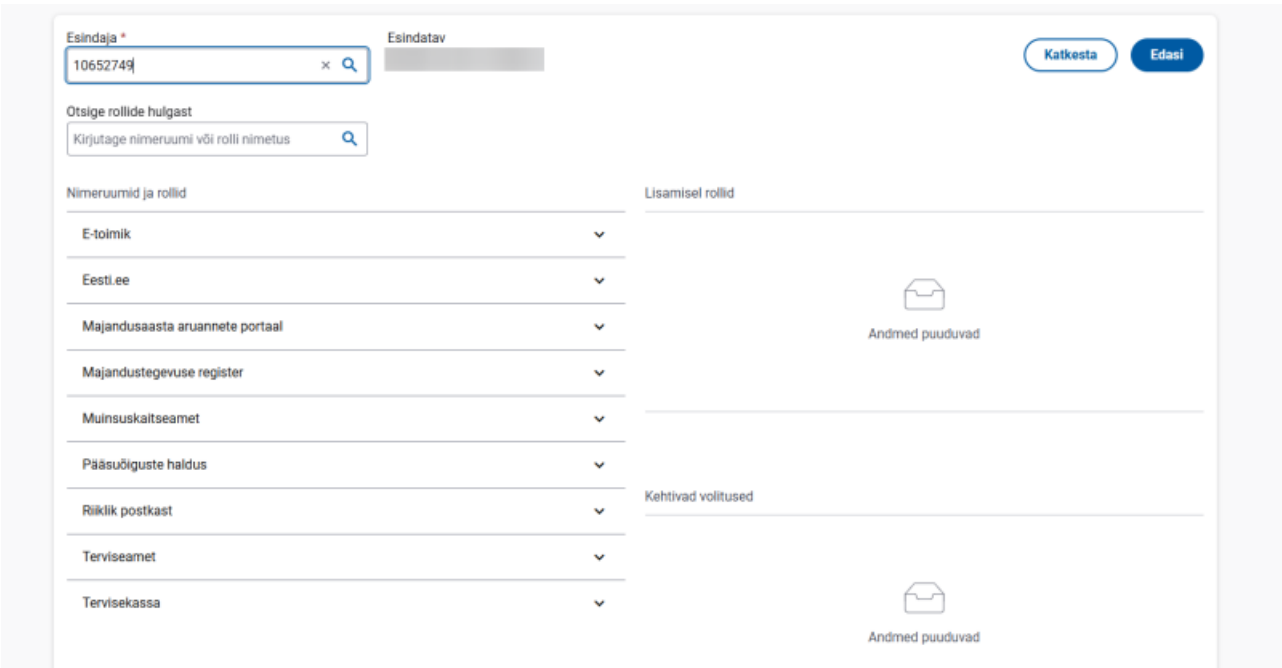 Esindaja *
Esindatav
10652749
Katkesta
Edasi
Otsige rollide hulgast
Kirjutage nimeruumi või rolli nimetus
Nimeruumid ja rollid
Lisamisel rollid
E-toimik
Eesti.ee
Majandusaasta aruannete portaal
Andmed puuduvad
Majandustegevuse register
Muinsuskaitseamet
Pääsuõiguste haldus
Kehtivad volitused
Riiklik postkast
Terviseamet
Tervisekassa
Andmed puuduvad